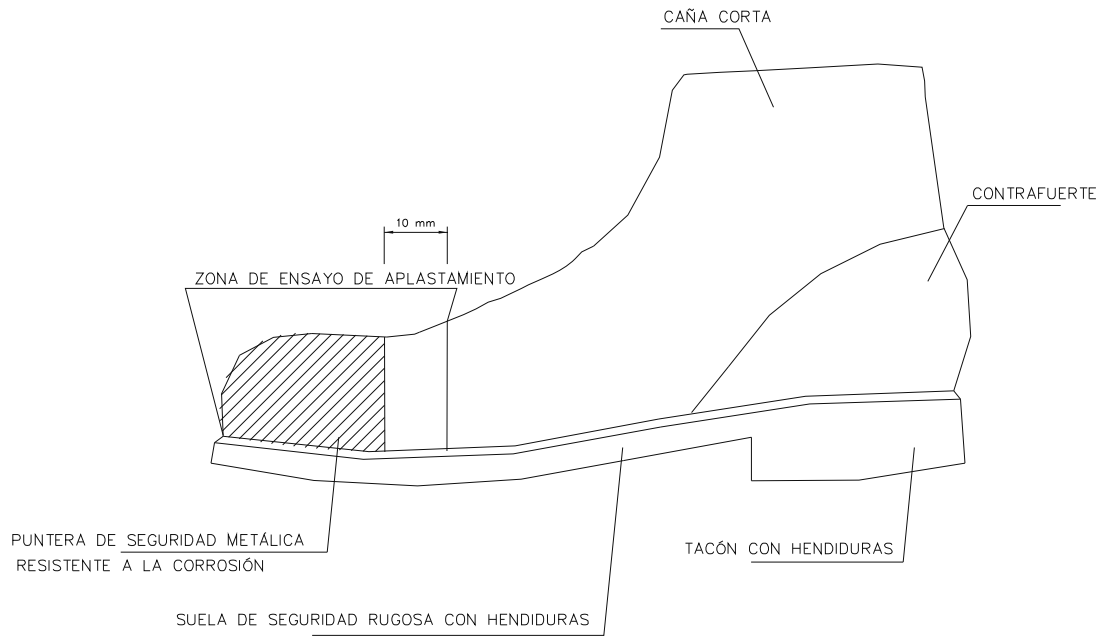 CAÑA CORTA
CONTRAFUERTE
10 mm
ZONA DE ENSAYO DE APLASTAMIENTO
PUNTERA DE SEGURIDAD METÁLICA
RESISTENTE A LA CORROSIÓN
TACÓN CON HENDIDURAS
SUELA DE SEGURIDAD RUGOSA CON HENDIDURAS